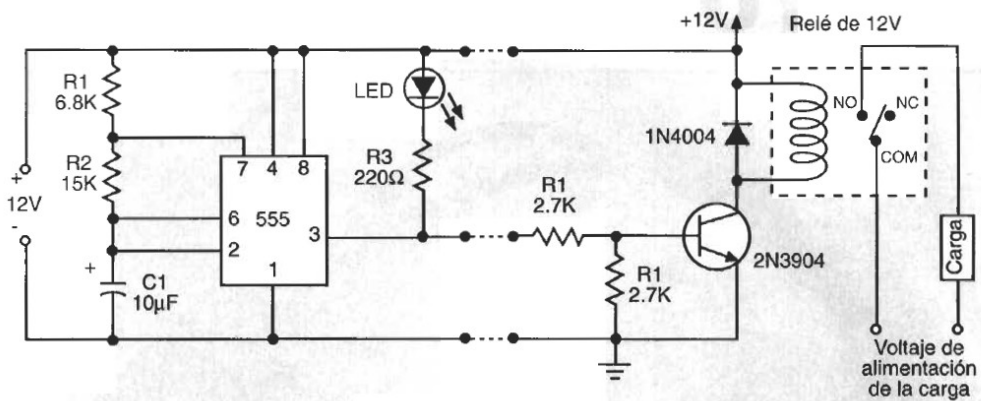 +12V
Relé de 12V
R1
6.8K
LED
NO
NC
1N4004
COM
R2
15K
7
4
8
R3
220Ω
+
12V
-
6
555
3
2
1
R1
2.7K
2N3904
Carga
+
C1
10µF
R1
2.7K
Voltaje de
alimentación
de la carga